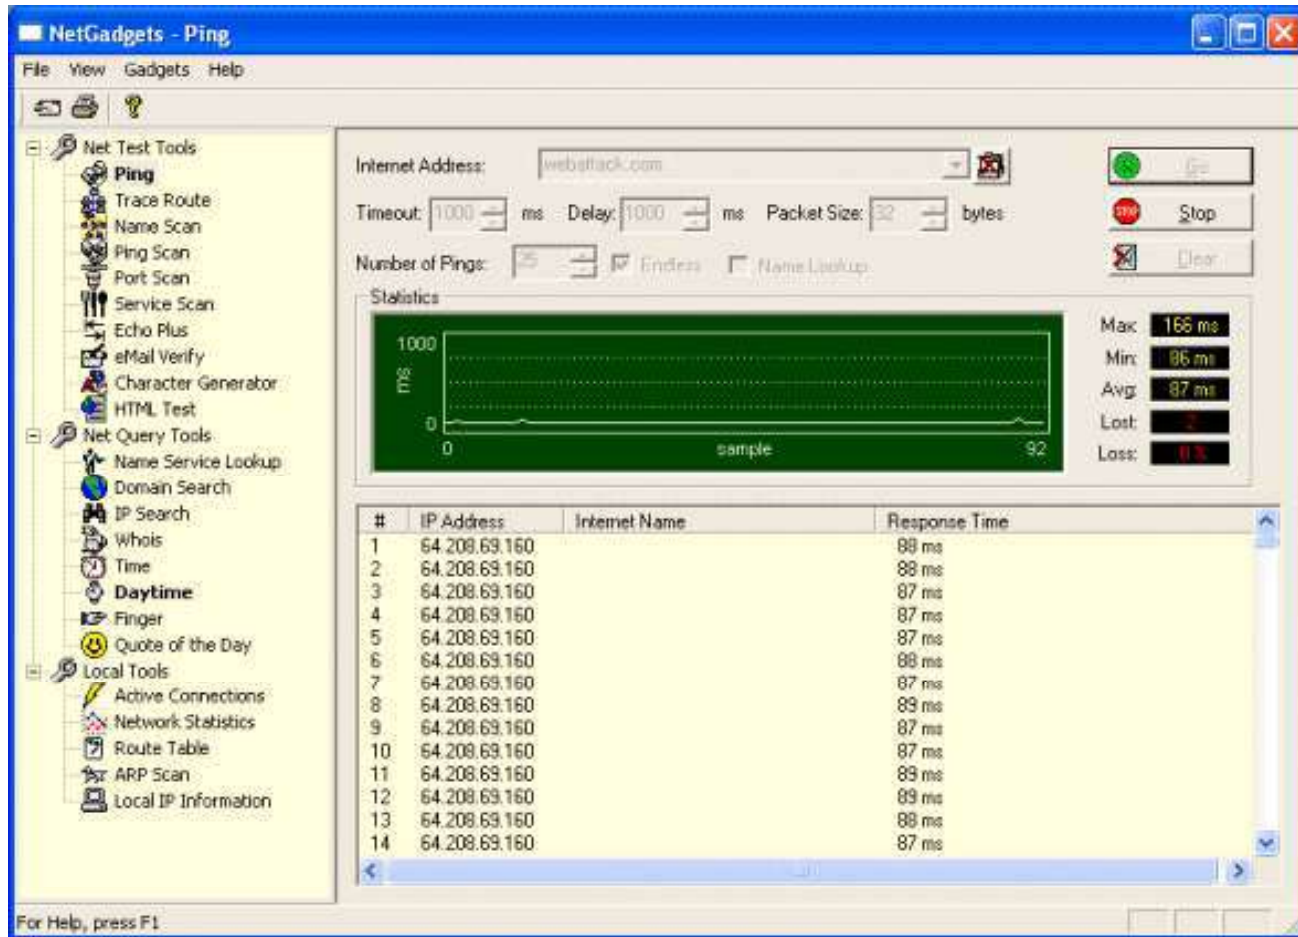 NetGadgets - Ping
File View Gadgets Help
Net Test Tools
Ping
Trace Route
Name Scan
Ping Scan
Port Scan
Service Scan
Echo Plus
eMail Verify
Character Generator
HTML Test
Net Query Tools
Name Service Lookup
Domain Search
IP Search
Whois
Time
Daytime
Finger
Quote of the Day
Local Tools
Active Connections
Network Statistics
Route Table
ARP Scan
Local IP Information
Internet Address: webattack.com
Go
Timeout: 1000 ms Delay: 1000 ms Packet Size: 32 bytes
STOP Stop
Number of Pings: 25 Endless Name Lookup
Clear
Statistics
1000
ms
0
0 sample 92
Max: 166 ms
Min: 86 ms
Avg: 87 ms
Lost: 2
Loss: 0 %
# IP Address Internet Name Response Time
1 64.208.69.160 88 ms
2 64.208.69.160 88 ms
3 64.208.69.160 87 ms
4 64.208.69.160 87 ms
5 64.208.69.160 87 ms
6 64.208.69.160 88 ms
7 64.208.69.160 87 ms
8 64.208.69.160 89 ms
9 64.208.69.160 87 ms
10 64.208.69.160 87 ms
11 64.208.69.160 89 ms
12 64.208.69.160 89 ms
13 64.208.69.160 88 ms
14 64.208.69.160 87 ms
For Help, press F1